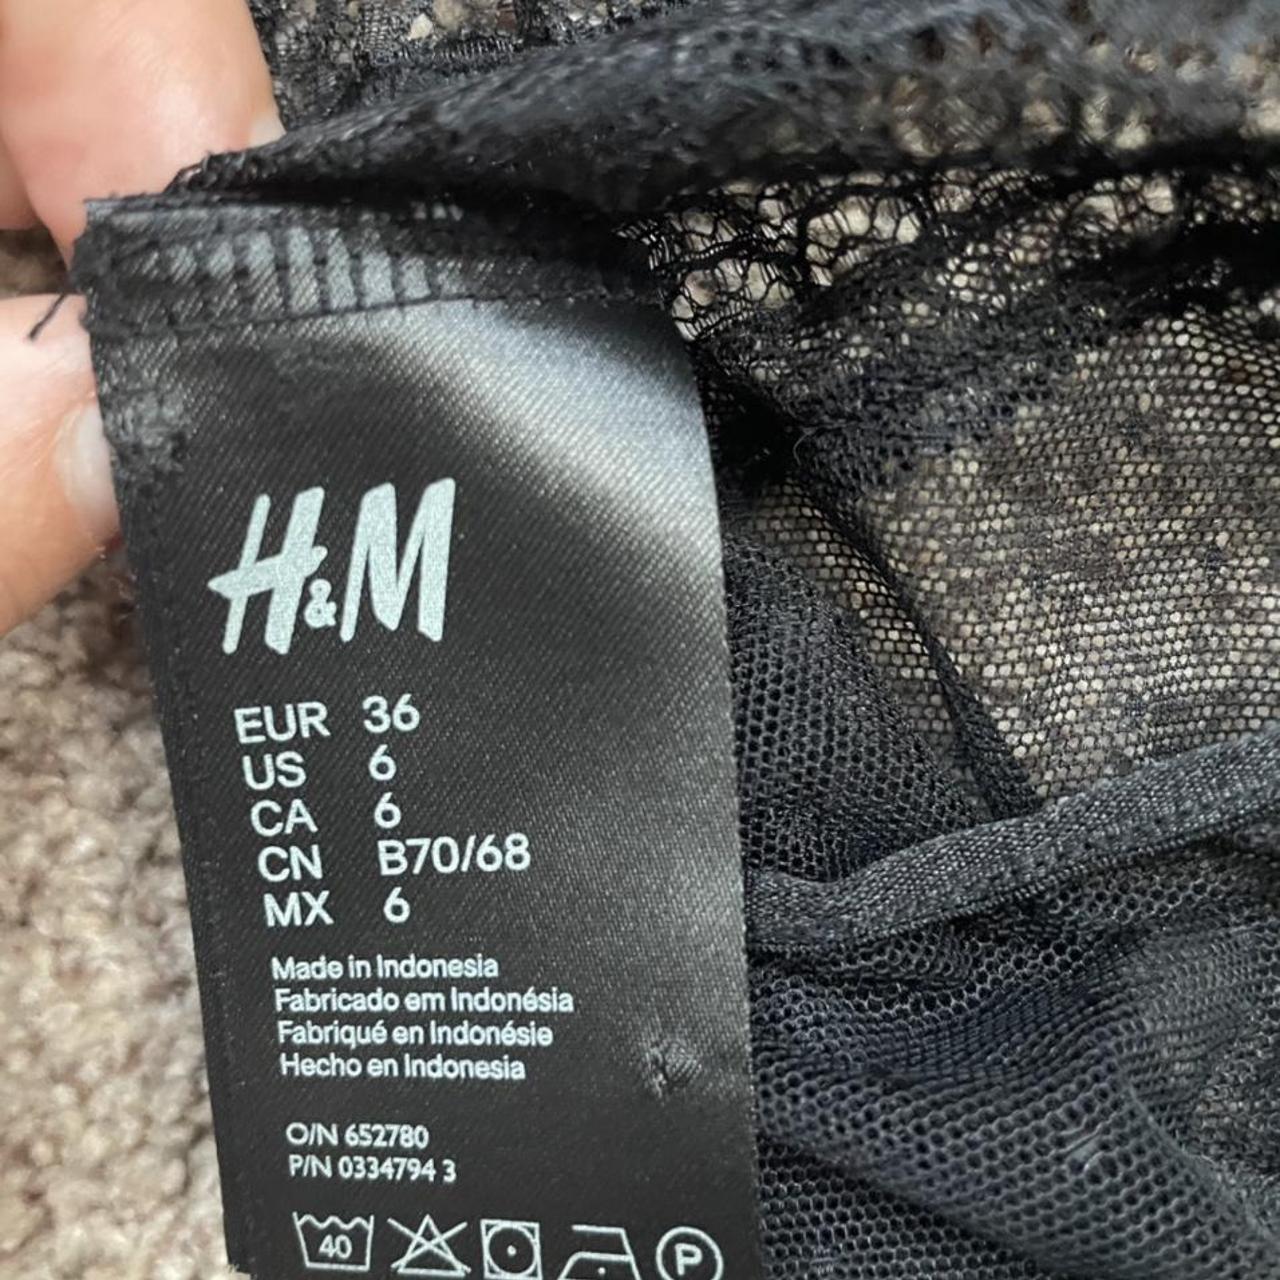 H&M
EUR 36
US 6
CA 6
CN B70/68
MX 6
Made in Indonesia
Fabricado em Indonésia
Fabriqué en Indonésie
Hecho en Indonesia
O/N 652780
P/N 0334794 3
40 P